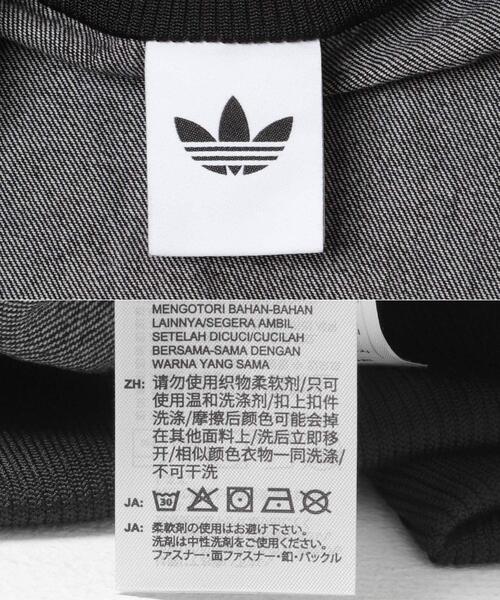 MENGOTORI BAHAN-BAHAN
LAINNYA/SEGERA AMBIL
SETELAH DICUCI/CUCILAH
BERSAMA-SAMA DENGAN
WARNA YANG SAMA
ZH: 请勿使用织物柔软剂/只可
使用温和洗涤剂/扣上扣件
洗涤/摩擦后颜色可能会掉
在其他面料上/洗后立即移
开/相似颜色衣物一同洗涤/
不可干洗
JA: 30
JA: 柔軟剤の使用はお避け下さい。
洗剤は中性洗剤をご使用ください。
ファスナー・面ファスナー・釦・バックル